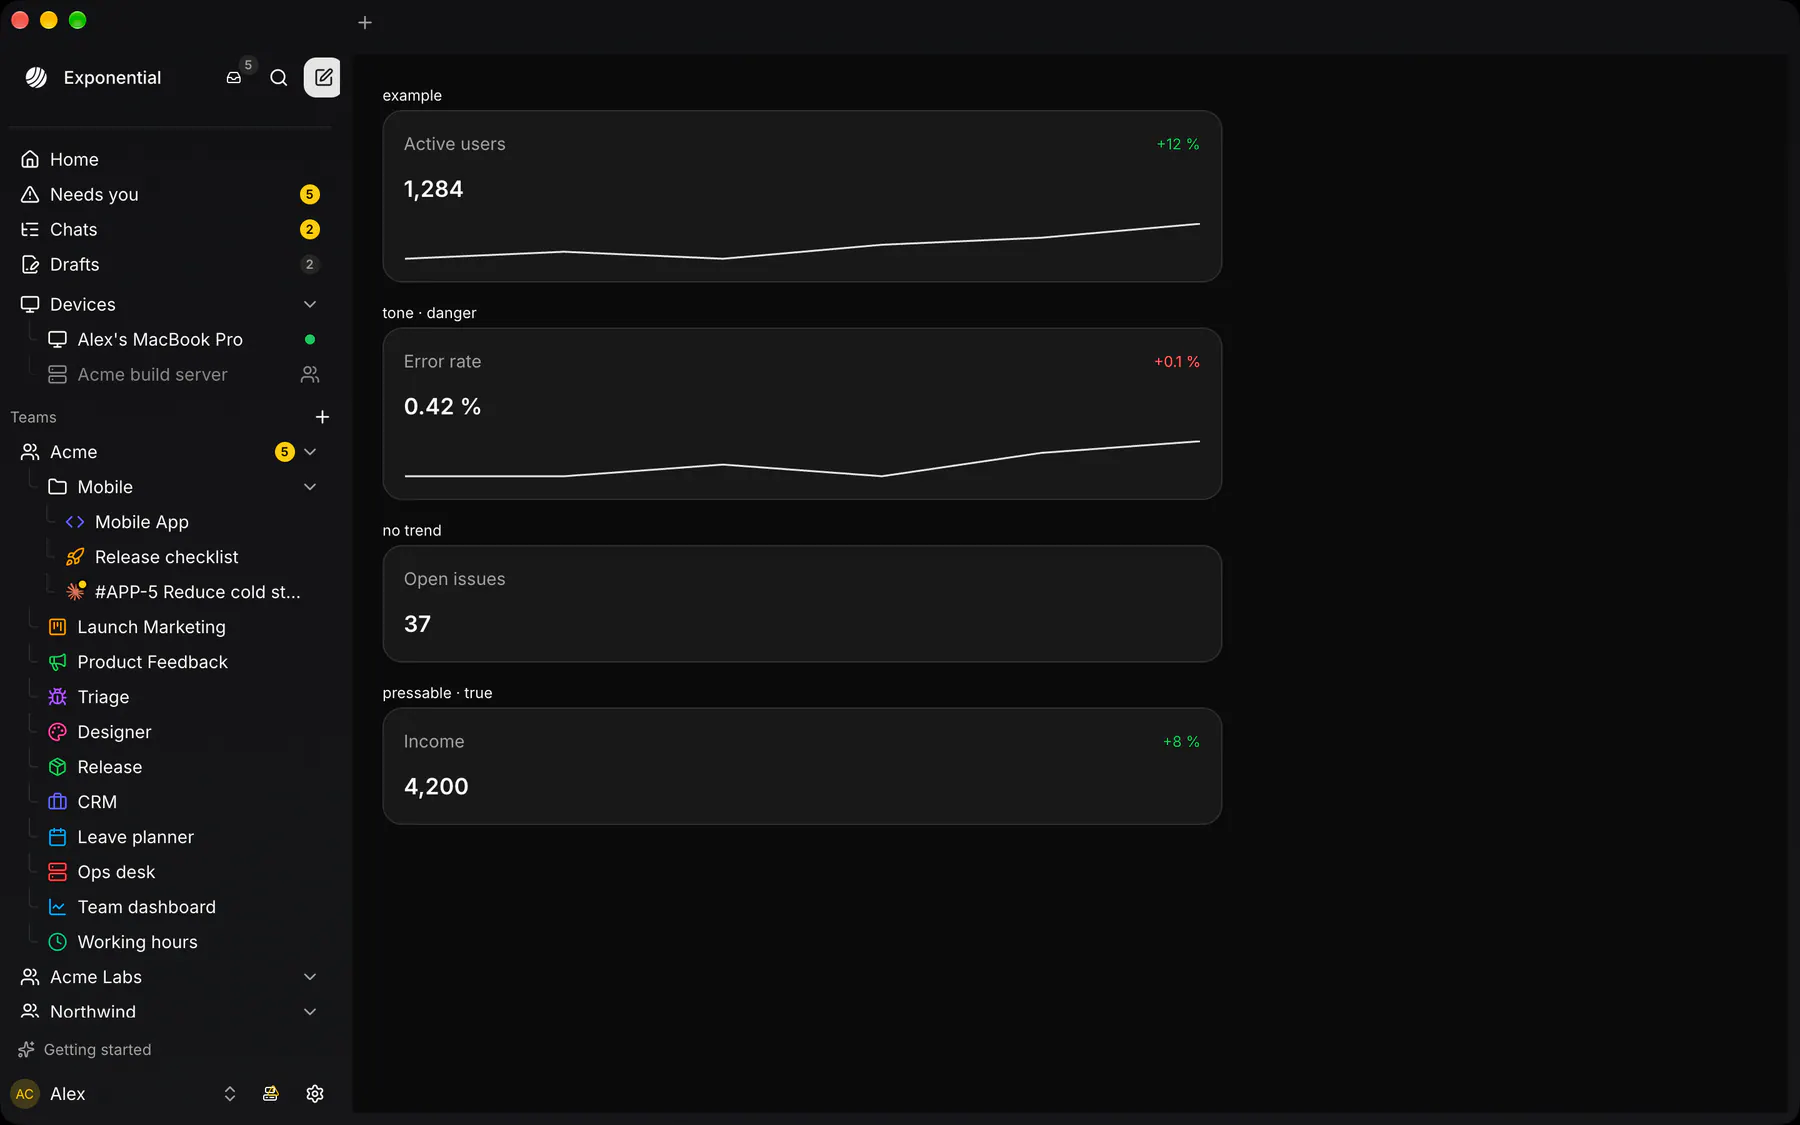 Exponential
5
Home
Needs you
5
Chats
2
Drafts
2
Devices
Alex's MacBook Pro
Acme build server
Teams
Acme
5
Mobile
Mobile App
Release checklist
#APP-5 Reduce cold st...
Launch Marketing
Product Feedback
Triage
Designer
Release
CRM
Leave planner
Ops desk
Team dashboard
Working hours
Acme Labs
Northwind
Getting started
AC
Alex
example
Active users
+12 %
1,284
tone · danger
Error rate
+0.1 %
0.42 %
no trend
Open issues
37
pressable · true
Income
+8 %
4,200